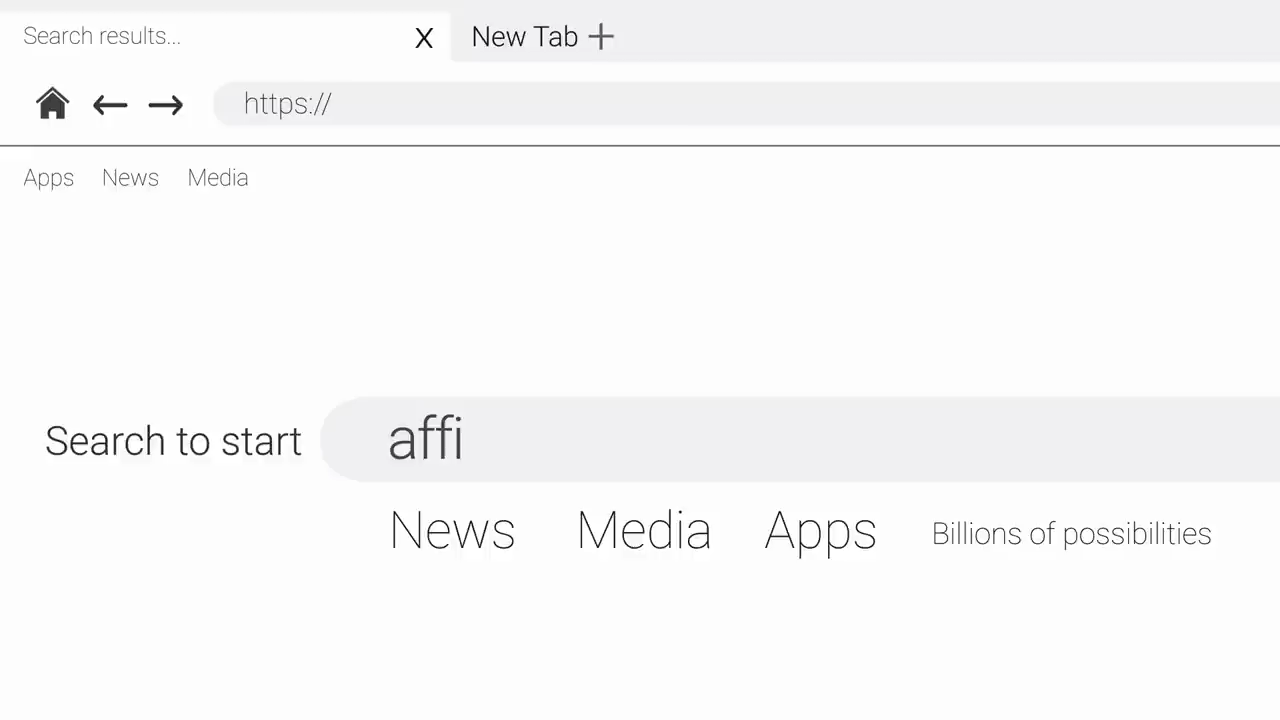 Search results... X New Tab +
https://
Apps News Media
Search to start affi
News Media Apps Billions of possibilities